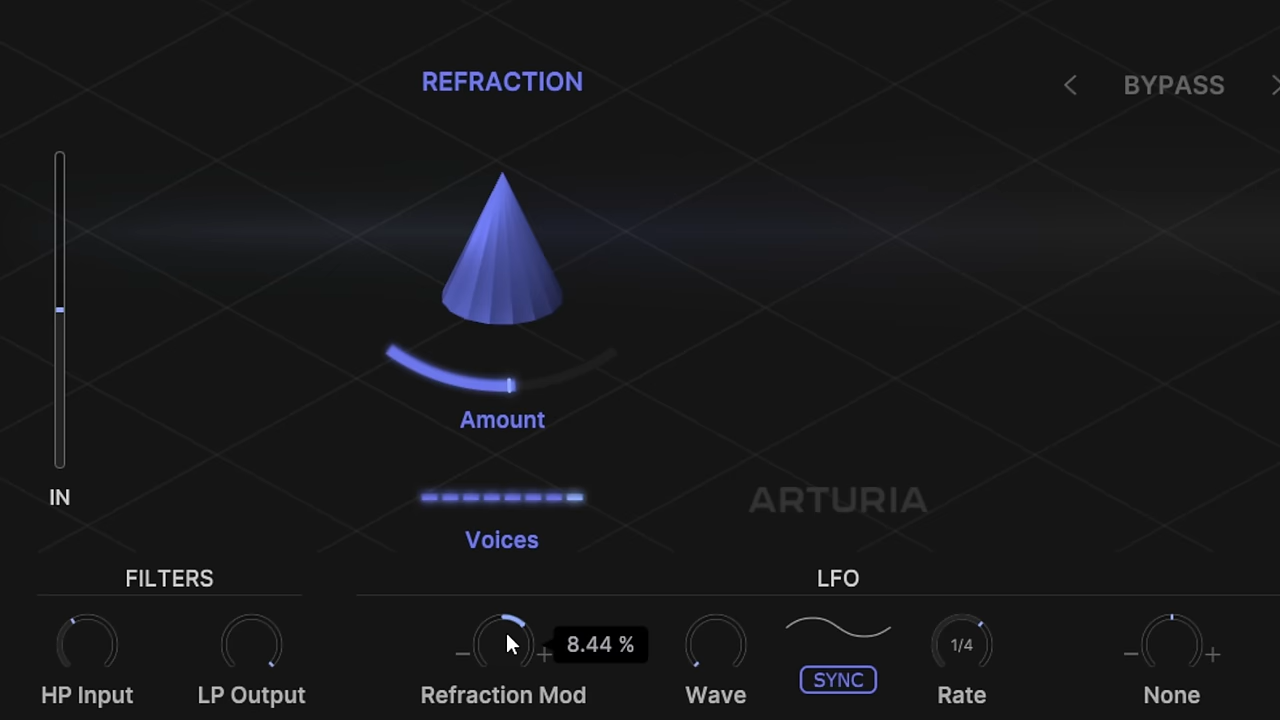 REFRACTION
BYPASS
Amount
IN
ARTURIA
Voices
FILTERS
LFO
8.44 %
1/4
SYNC
HP Input
LP Output
Refraction Mod
Wave
Rate
None